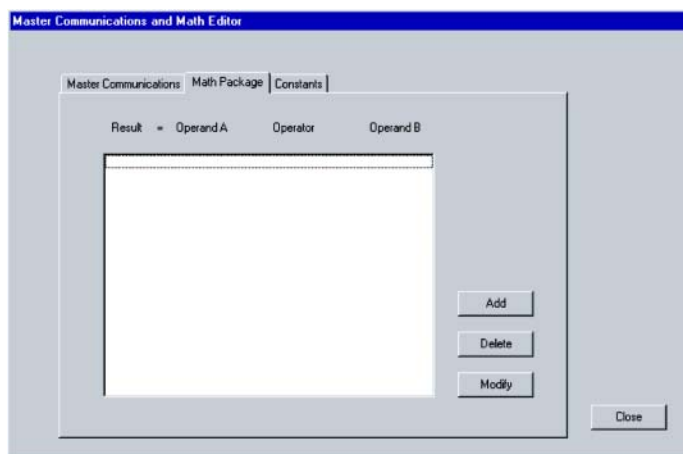 Master Communications and Math Editor
Master Communications Math Package Constants
Result = Operand A Operator Operand B
Add
Delete
Modify
Close